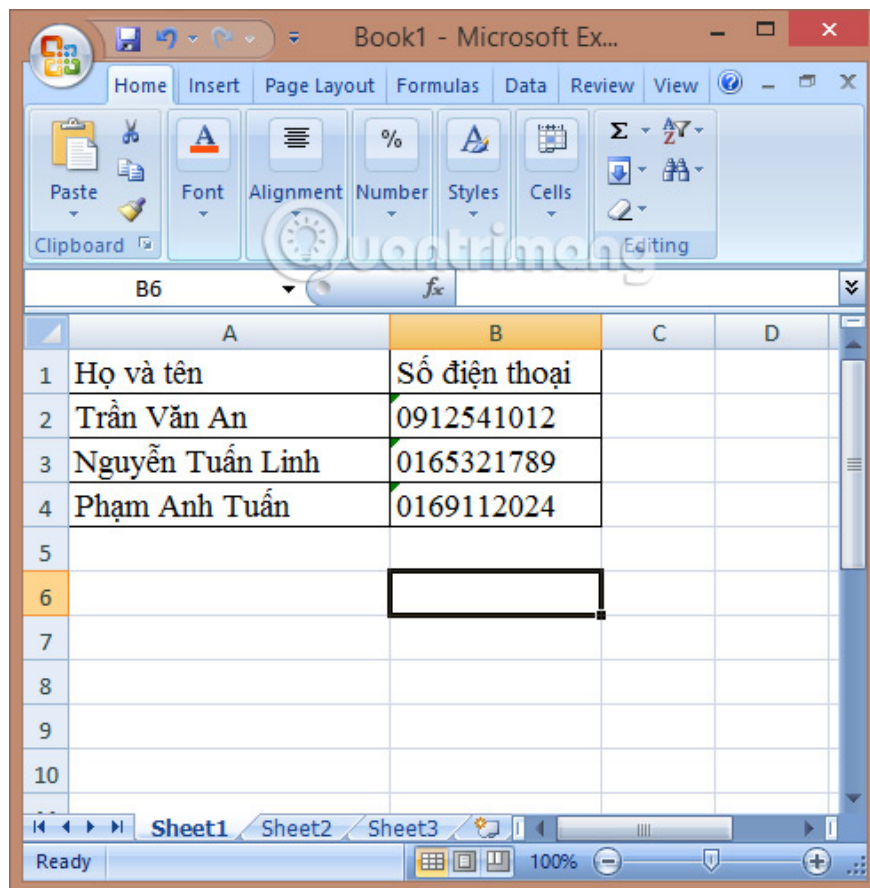 Book1 - Microsoft Ex...
Home Insert Page Layout Formulas Data Review View
Paste Font Alignment Number Styles Cells
Clipboard Editing
Quantrimang
B6 fx
A B C D
1 Họ và tên Số điện thoại
2 Trần Văn An 0912541012
3 Nguyễn Tuấn Linh 0165321789
4 Phạm Anh Tuấn 0169112024
5
6
7
8
9
10
Sheet1 Sheet2 Sheet3
Ready 100%